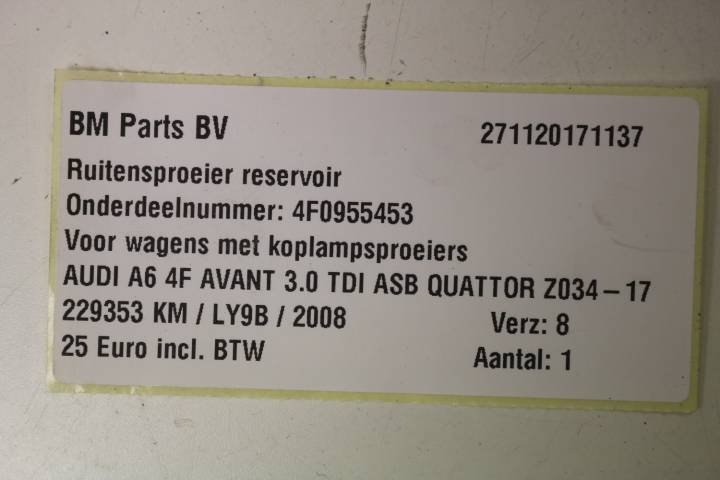 BM Parts BV 271120171137
Ruitensproeier reservoir
Onderdeelnummer: 4F0955453
Voor wagens met koplampsproeiers
AUDI A6 4F AVANT 3.0 TDI ASB QUATTOR Z034-17
229353 KM / LY9B / 2008 Verz: 8
25 Euro incl. BTW Aantal: 1